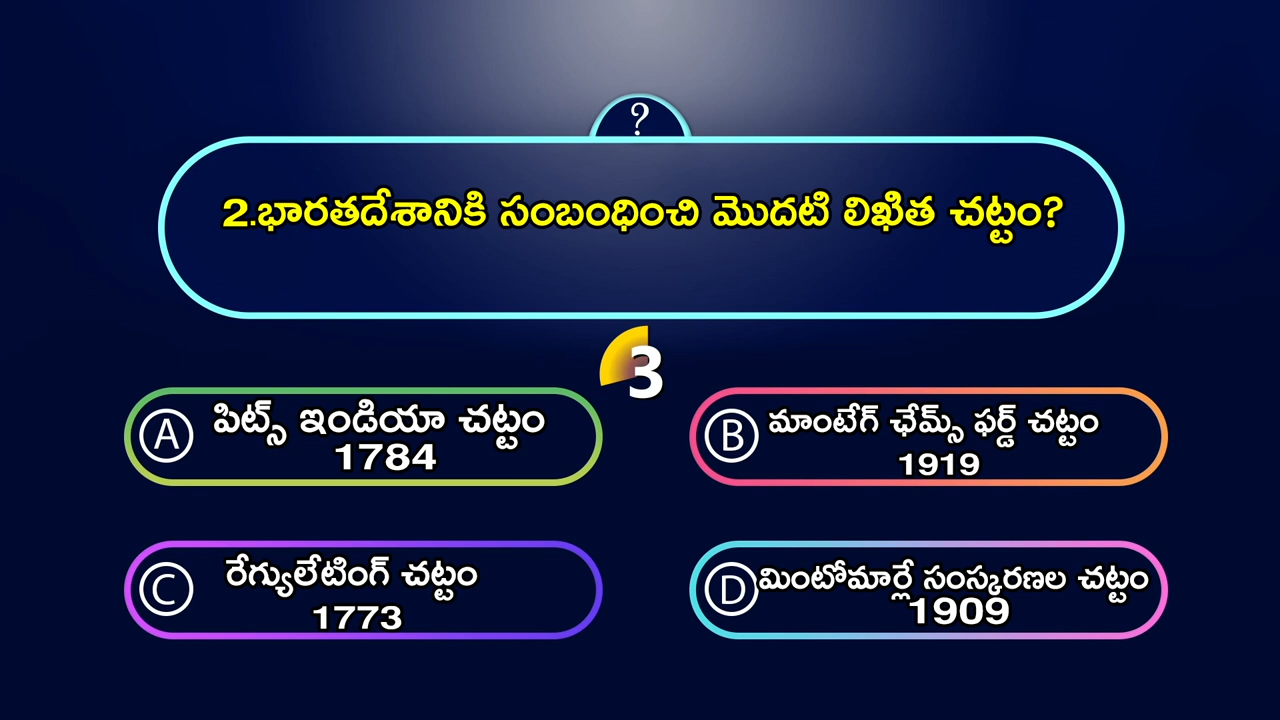 ?
2.భారతదేశానికి సంబంధించి మొదటి లిఖిత చట్టం?
3
A పిట్స్ ఇండియా చట్టం
1784
B మాంటేగ్ ఛేమ్స్ ఫర్డ్ చట్టం
1919
C రేగ్యులేటింగ్ చట్టం
1773
D మింటోమార్లే సంస్కరణల చట్టం
1909